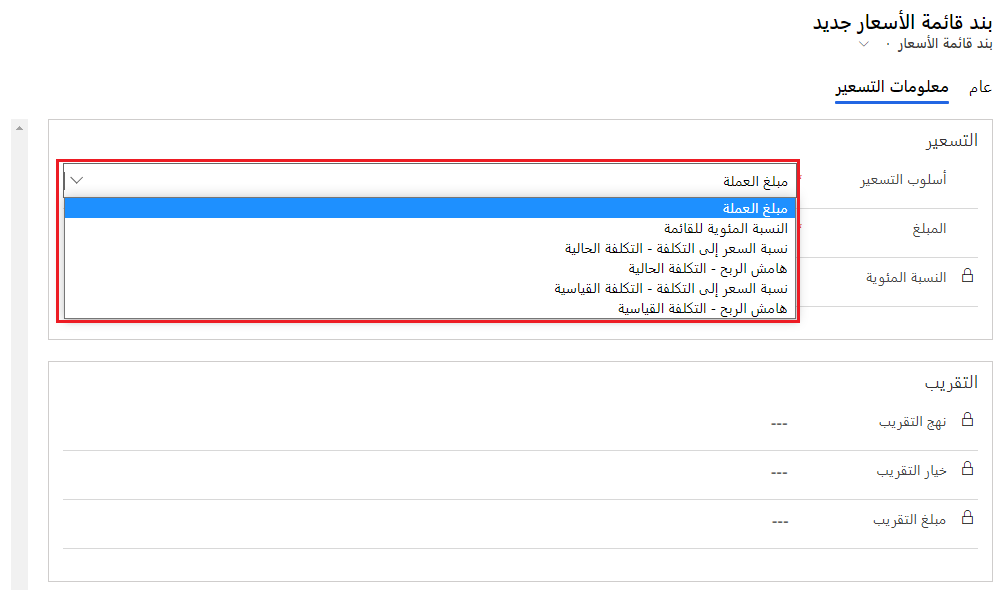 بند قائمة الأسعار جديد
بند قائمة الأسعار ·
عام معلومات التسعير
التسعير
أسلوب التسعير * مبلغ العملة
مبلغ العملة
المبلغ * النسبة المئوية للقائمة
نسبة السعر إلى التكلفة - التكلفة الحالية
النسبة المئوية هامش الربح - التكلفة الحالية
نسبة السعر إلى التكلفة - التكلفة القياسية
هامش الربح - التكلفة القياسية
التقريب
نهج التقريب ---
خيار التقريب ---
مبلغ التقريب ---